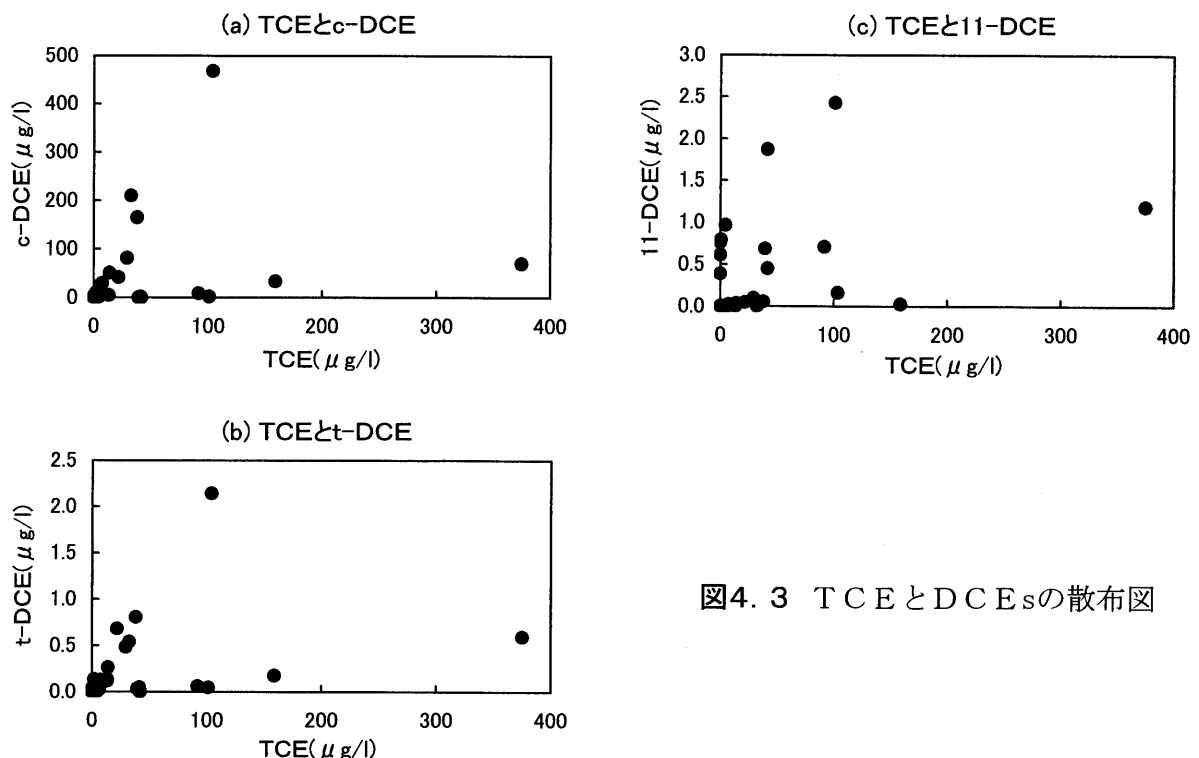 (a) TCEとc-DCE
500
400
300
200
100
0
c-DCE(μg/l)
0 100 200 300 400
TCE(μg/l)
(c) TCEと11-DCE
3.0
2.5
2.0
1.5
1.0
0.5
0.0
11-DCE(μg/l)
0 100 200 300 400
TCE(μg/l)
(b) TCEとt-DCE
2.5
2.0
1.5
1.0
0.5
0.0
t-DCE(μg/l)
0 100 200 300 400
TCE(μg/l)
図4.3 TCEとDCEsの散布図